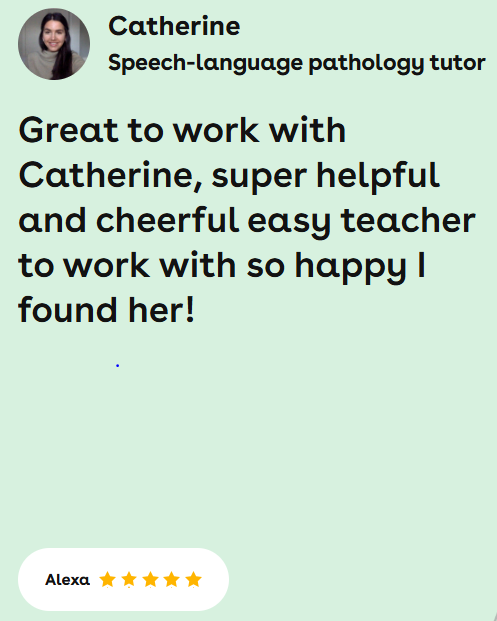 Catherine
Speech-language pathology tutor
Great to work with
Catherine, super helpful
and cheerful easy teacher
to work with so happy I
found her!
Alexa